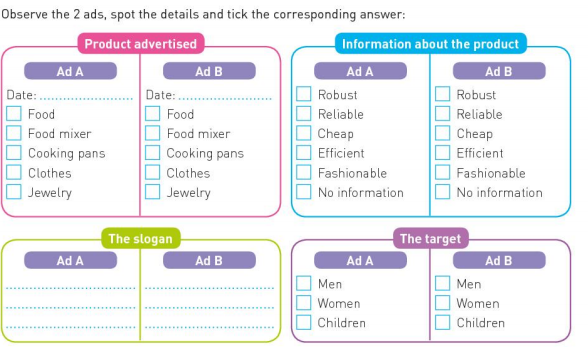 Observe the 2 ads, spot the details and tick the corresponding answer:
Product advertised
Ad A
Date: ........................
Food
Food mixer
Cooking pans
Clothes
Jewelry
Ad B
Date: ........................
Food
Food mixer
Cooking pans
Clothes
Jewelry
Information about the product
Ad A
Robust
Reliable
Cheap
Efficient
Fashionable
No information
Ad B
Robust
Reliable
Cheap
Efficient
Fashionable
No information
The slogan
Ad A
Ad B
The target
Ad A
Men
Women
Children
Ad B
Men
Women
Children